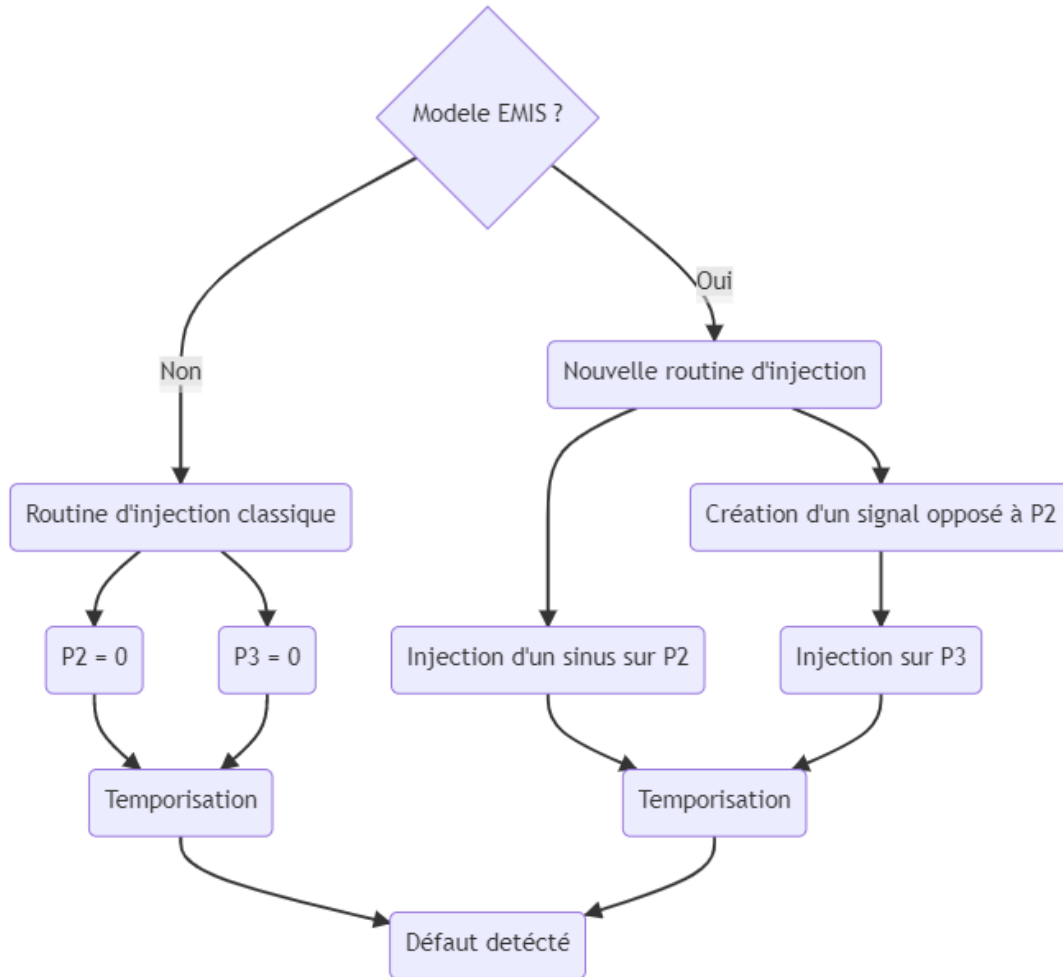 Modele EMIS ?
Oui
Nouvelle routine d'injection
Non
Routine d'injection classique
Création d'un signal opposé à P2
P2 = 0
P3 = 0
Injection d'un sinus sur P2
Injection sur P3
Temporisation
Temporisation
Défaut detécté